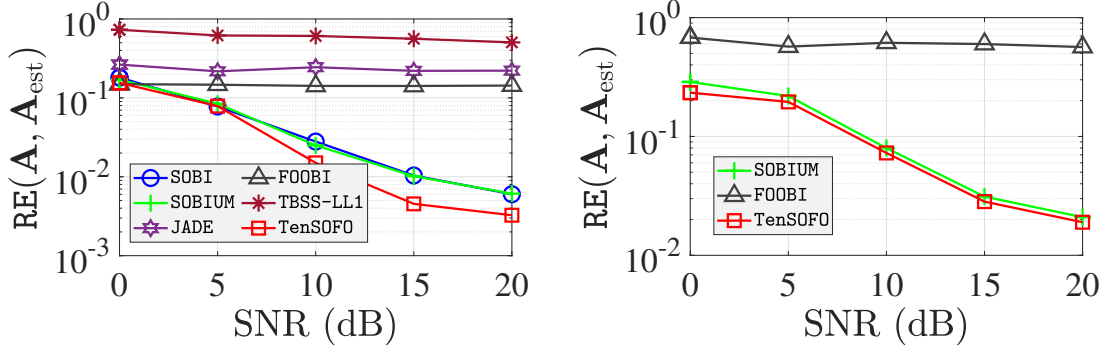 10^0
10^-1
10^-2
10^-3
RE(A, A_est)
SOBI
SOBIUM
JADE
FOOBI
TBSS-LL1
TenSOFO
0 5 10 15 20
SNR (dB)
10^0
10^-1
10^-2
RE(A, A_est)
SOBIUM
FOOBI
TenSOFO
0 5 10 15 20
SNR (dB)